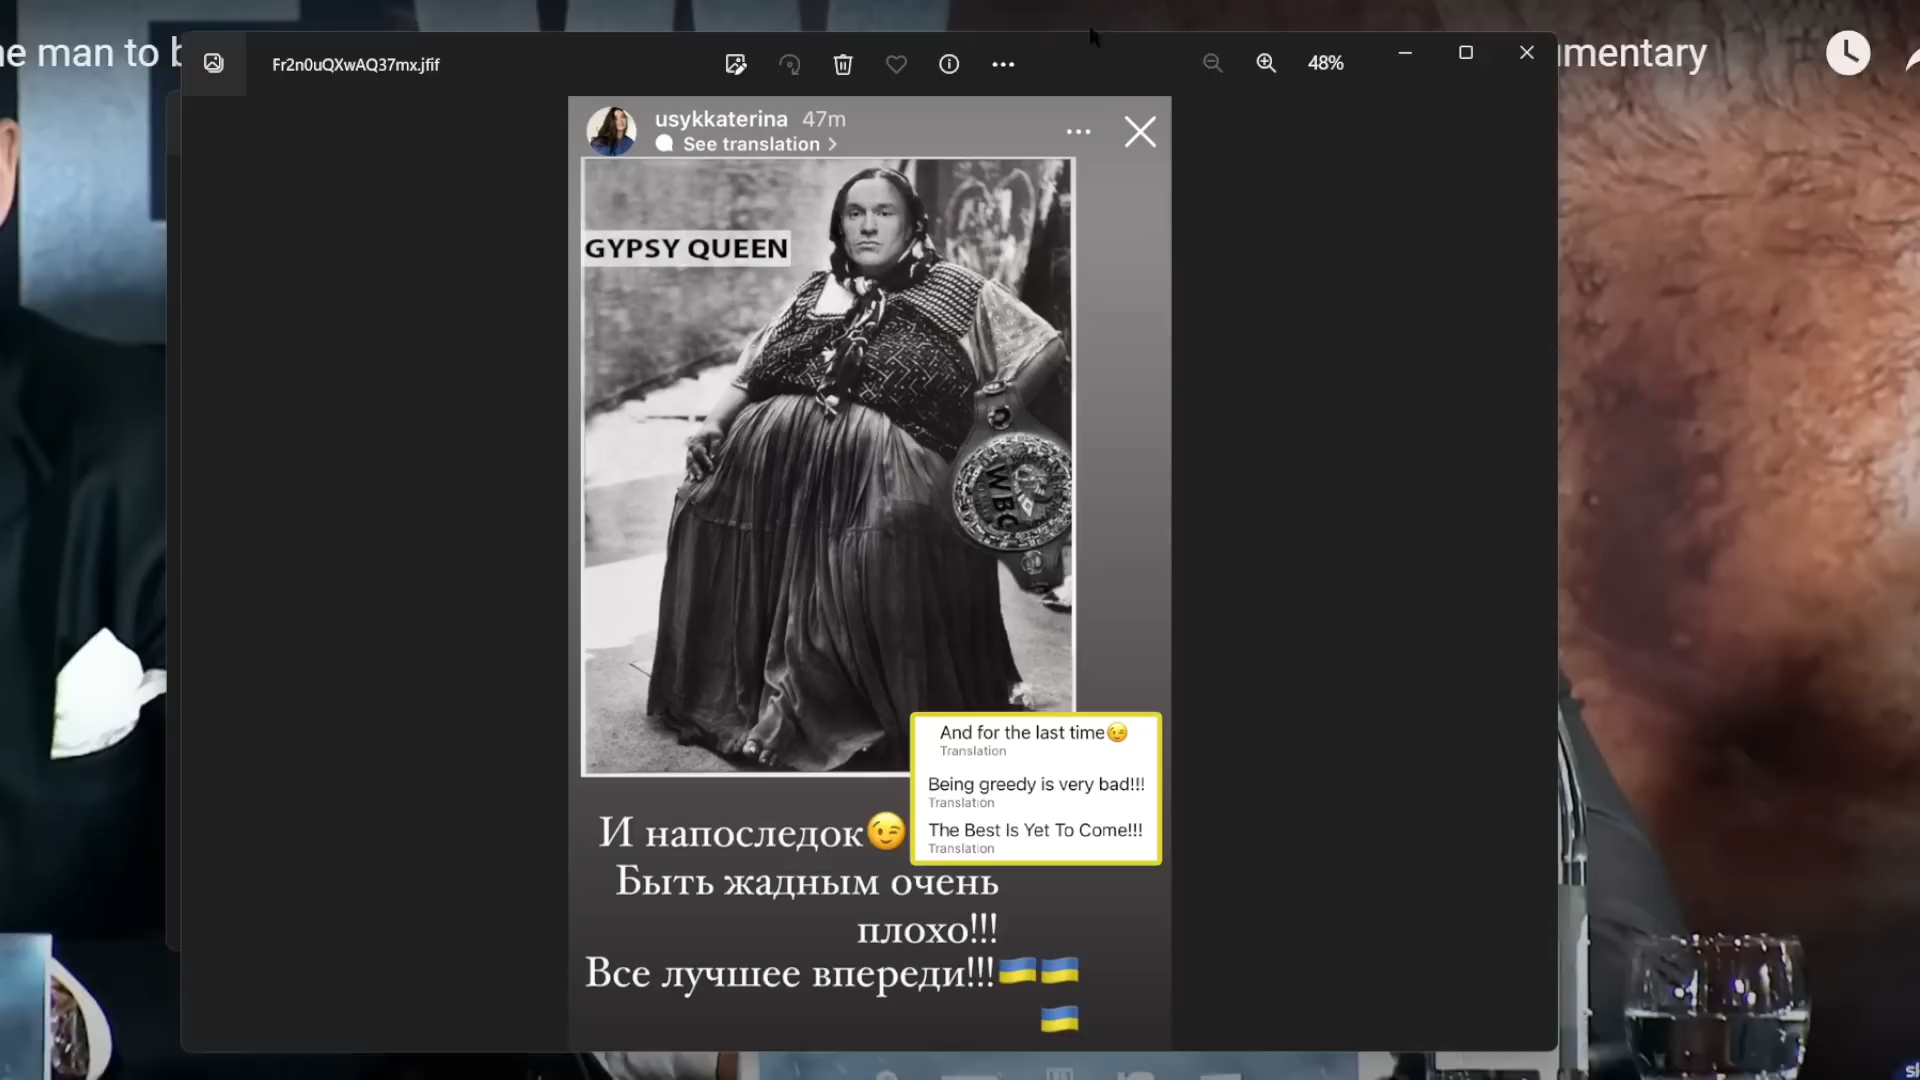 ne man to b
umentary
Fr2n0uQXwAQ37mx.jfif
48%
usykkaterina 47m
See translation >
GYPSY QUEEN
WBC
And for the last time😉
Translation
Being greedy is very bad!!!
Translation
The Best Is Yet To Come!!!
Translation
И напоследок😉
Быть жадным очень
плохо!!!
Все лучшее впереди!!!🇺🇦🇺🇦
🇺🇦